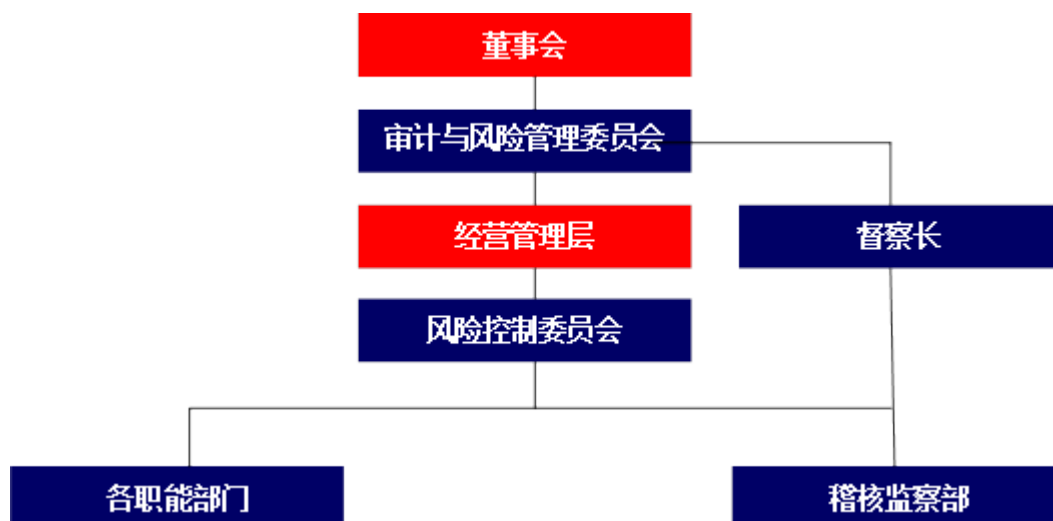 董事会
审计与风险管理委员会
经营管理层
督察长
风险控制委员会
各职能部门
稽核监察部